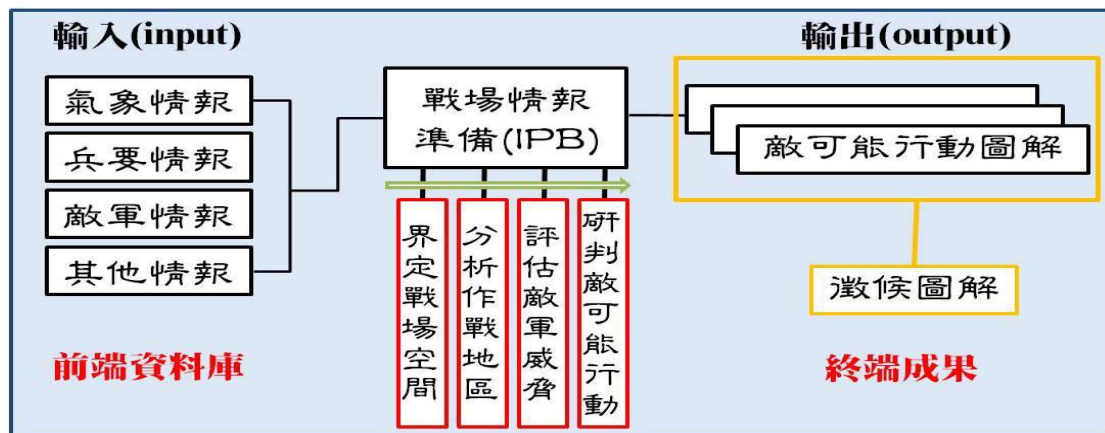 輸入(input)
氣象情報
兵要情報
敵軍情報
其他情報
前端資料庫
戰場情報
準備(IPB)
界定戰場空間
分析作戰地區
評估敵軍威脅
研判敵可能行動
輸出(output)
敵可能行動圖解
徵候圖解
終端成果